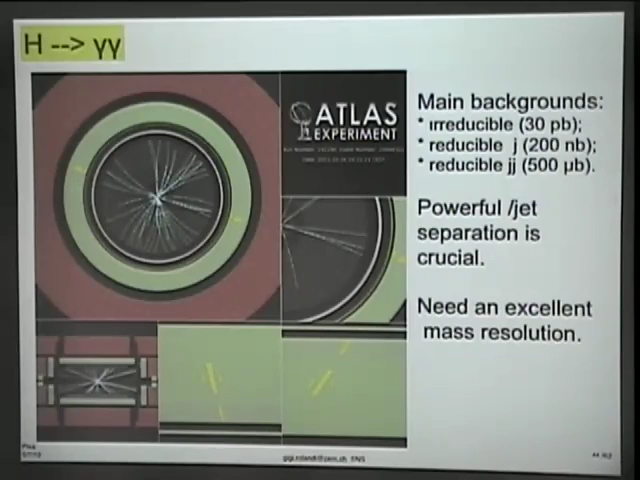 H --> γγ
ATLAS
EXPERIMENT
Main backgrounds:
* irreducible (30 pb);
* reducible j (200 nb);
* reducible jj (500 µb).
Powerful /jet
separation is
crucial.
Need an excellent
mass resolution.